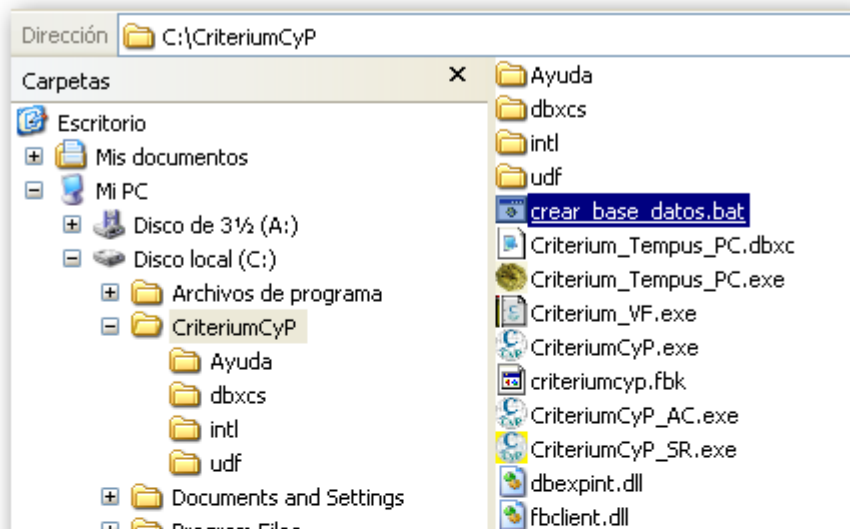 Dirección C:\CriteriumCyP
Carpetas
Escritorio
Mis documentos
Mi PC
Disco de 3½ (A:)
Disco local (C:)
Archivos de programa
CriteriumCyP
Ayuda
dbxcs
intl
udf
Documents and Settings
Program Files
Ayuda
dbxcs
intl
udf
crear_base_datos.bat
Criterium_Tempus_PC.dbxc
Criterium_Tempus_PC.exe
Criterium_VF.exe
CriteriumCyP.exe
criteriumcyp.fbk
CriteriumCyP_AC.exe
CriteriumCyP_SR.exe
dbexpint.dll
fbclient.dll